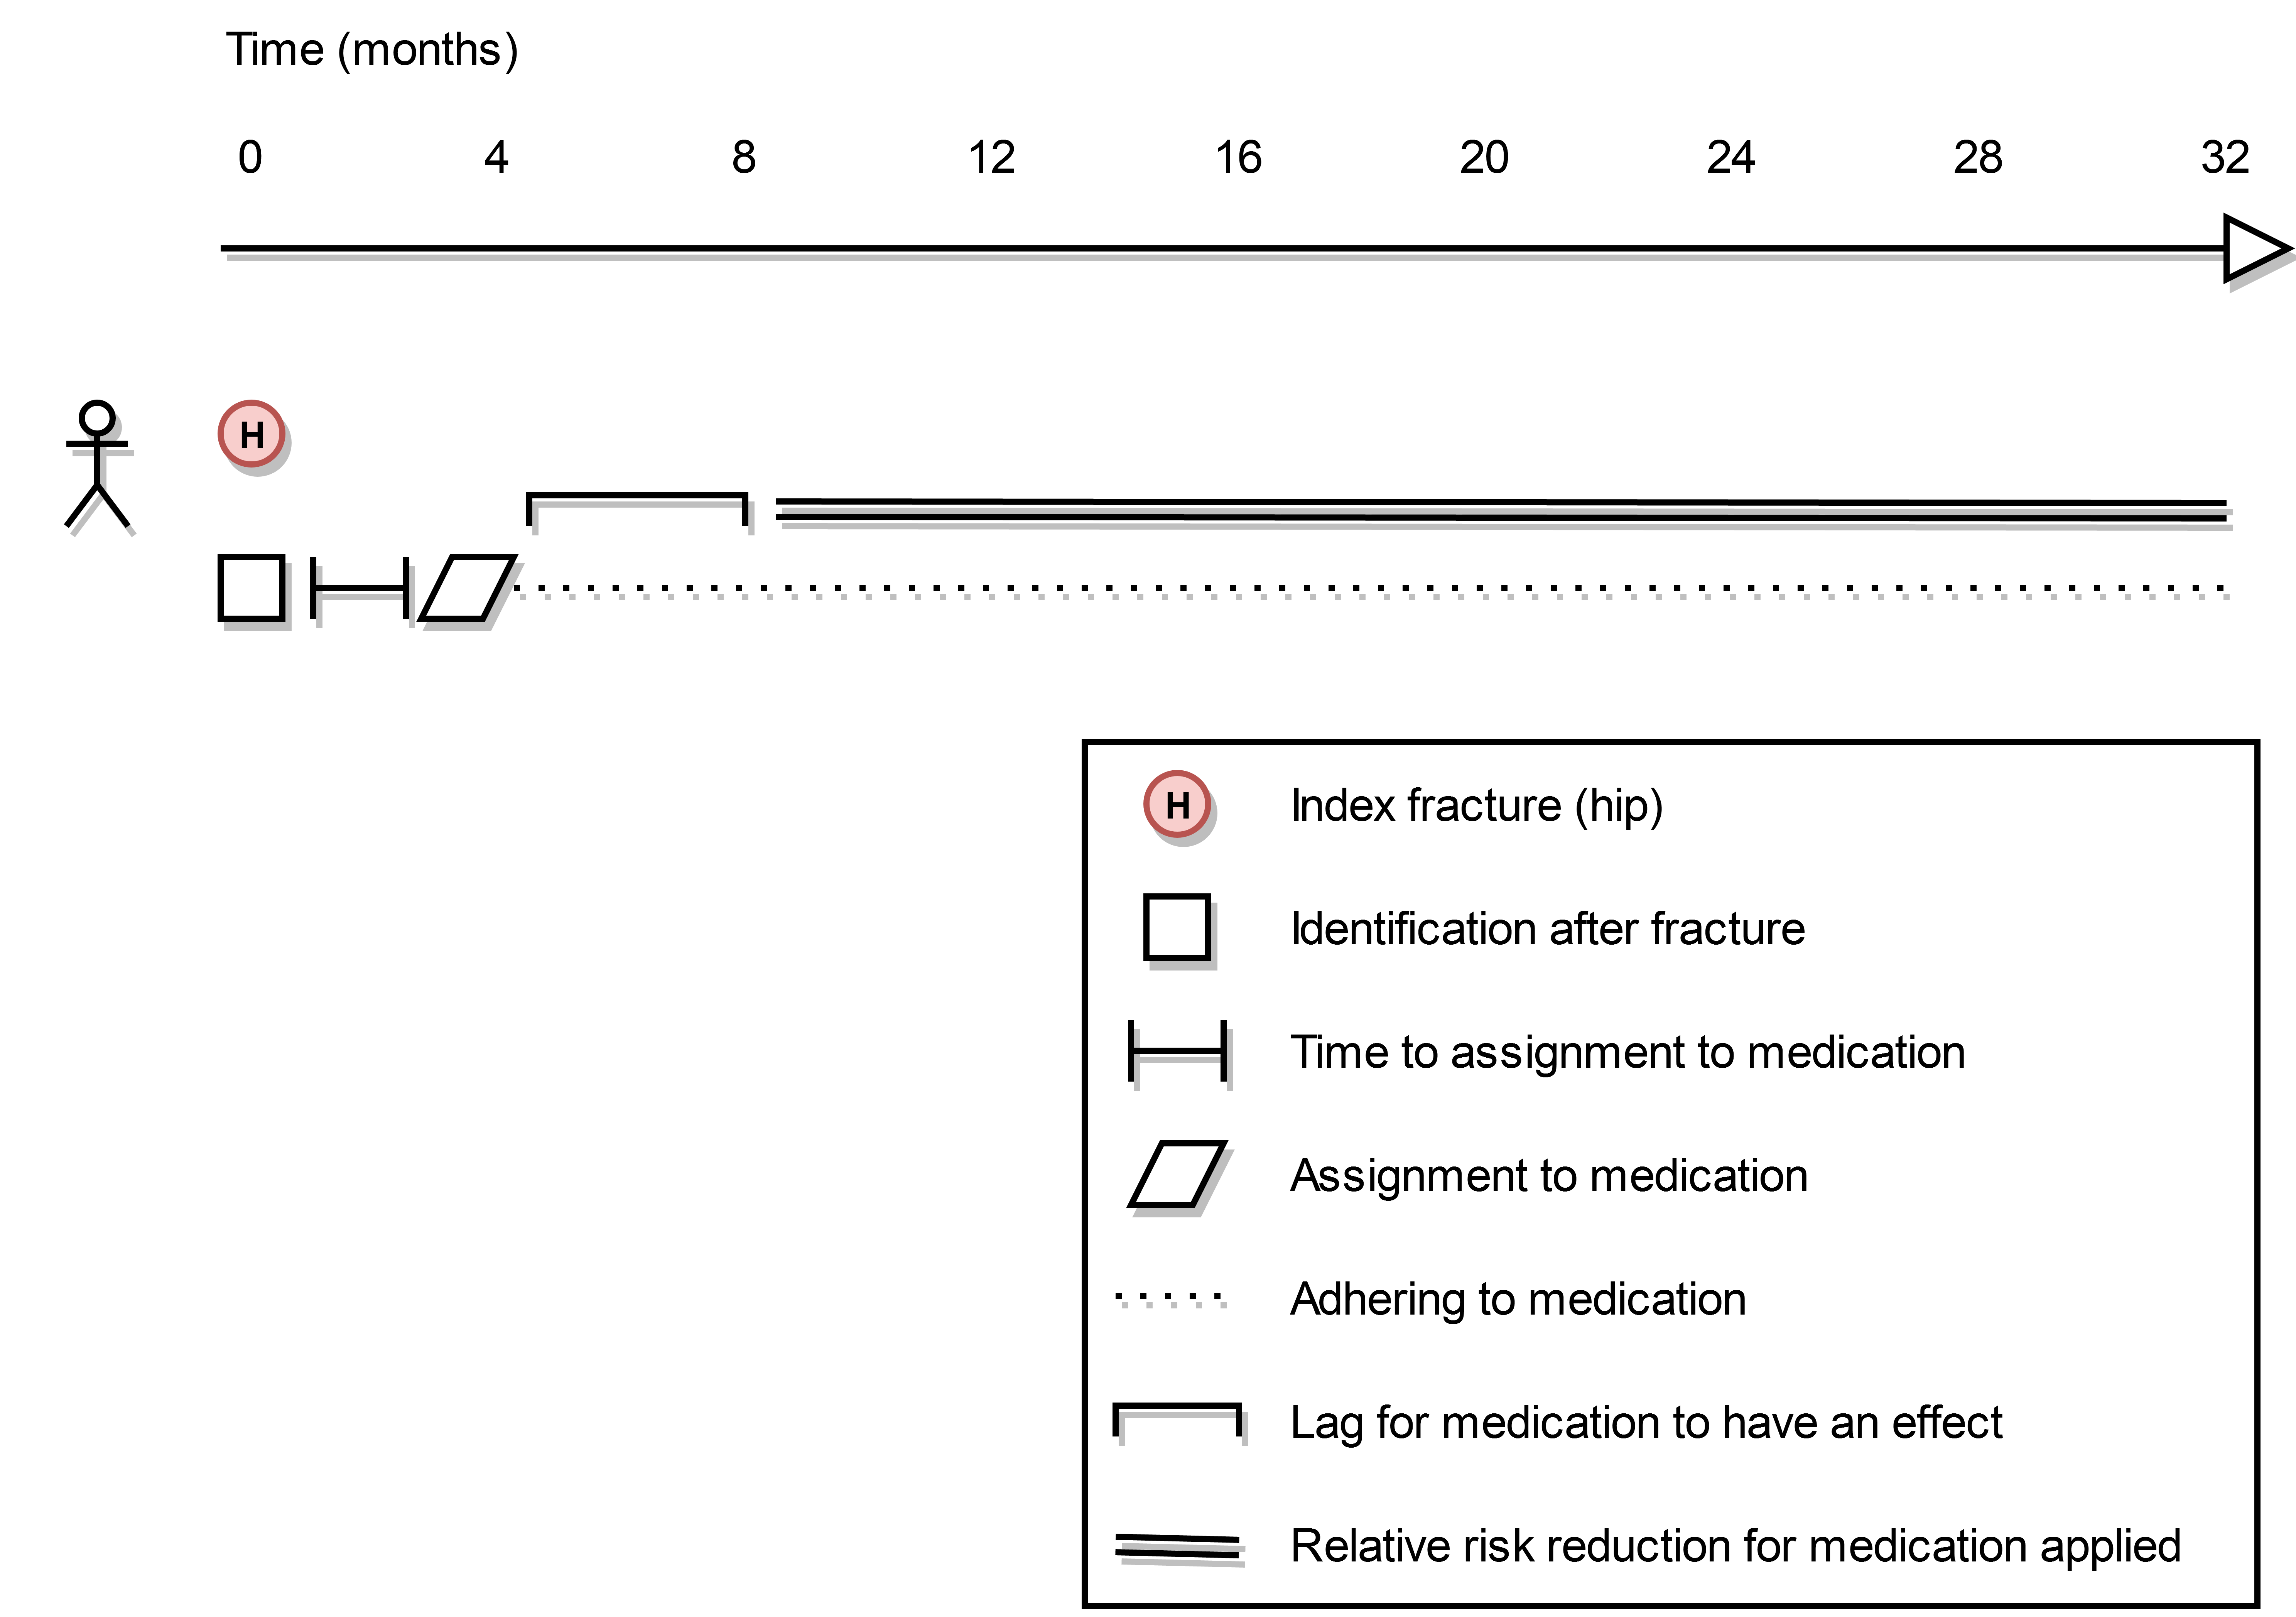 Time (months)
0 4 8 12 16 20 24 28 32
H
H Index fracture (hip)
Identification after fracture
Time to assignment to medication
Assignment to medication
Adhering to medication
Lag for medication to have an effect
Relative risk reduction for medication applied